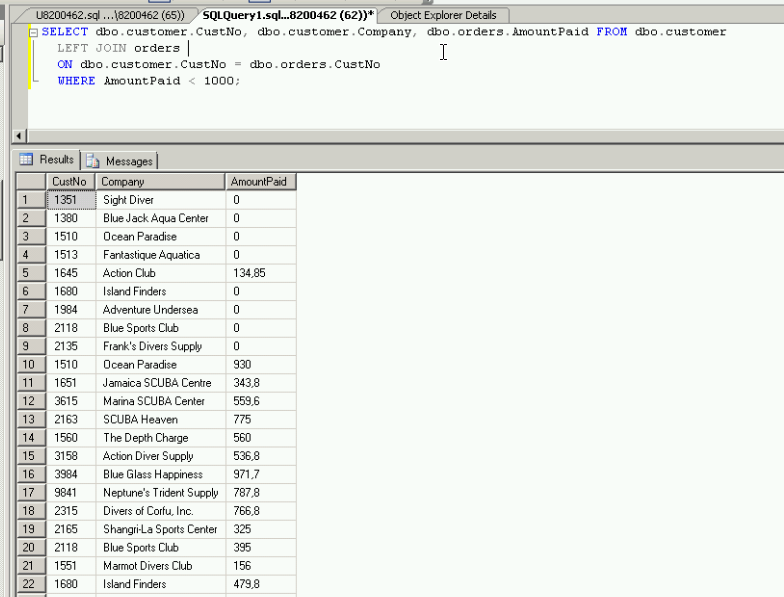 U8200462.sql ...\8200462 (65))
SQLQuery1.sql...8200462 (62))*
Object Explorer Details
SELECT dbo.customer.CustNo, dbo.customer.Company, dbo.orders.AmountPaid FROM dbo.customer
LEFT JOIN orders
ON dbo.customer.CustNo = dbo.orders.CustNo
WHERE AmountPaid < 1000;
Results Messages
CustNo Company AmountPaid
1 1351 Sight Diver 0
2 1380 Blue Jack Aqua Center 0
3 1510 Ocean Paradise 0
4 1513 Fantastique Aquatica 0
5 1645 Action Club 134,85
6 1680 Island Finders 0
7 1984 Adventure Undersea 0
8 2118 Blue Sports Club 0
9 2135 Frank's Divers Supply 0
10 1510 Ocean Paradise 930
11 1651 Jamaica SCUBA Centre 343,8
12 3615 Marina SCUBA Center 559,6
13 2163 SCUBA Heaven 775
14 1560 The Depth Charge 560
15 3158 Action Diver Supply 536,8
16 3984 Blue Glass Happiness 971,7
17 9841 Neptune's Trident Supply 787,8
18 2315 Divers of Corfu, Inc. 766,8
19 2165 Shangri-La Sports Center 325
20 2118 Blue Sports Club 395
21 1551 Marmot Divers Club 156
22 1680 Island Finders 479,8